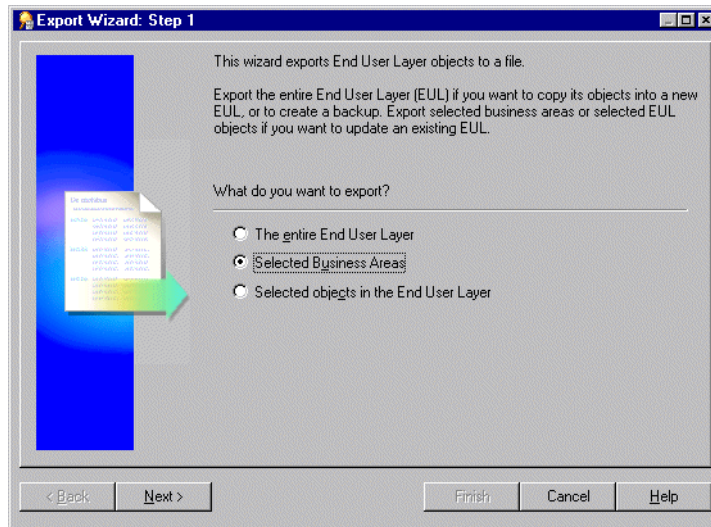 Export Wizard: Step 1
This wizard exports End User Layer objects to a file.
Export the entire End User Layer (EUL) if you want to copy its objects into a new
EUL, or to create a backup. Export selected business areas or selected EUL
objects if you want to update an existing EUL.
What do you want to export?
The entire End User Layer
Selected Business Areas
Selected objects in the End User Layer
< Back Next > Finish Cancel Help